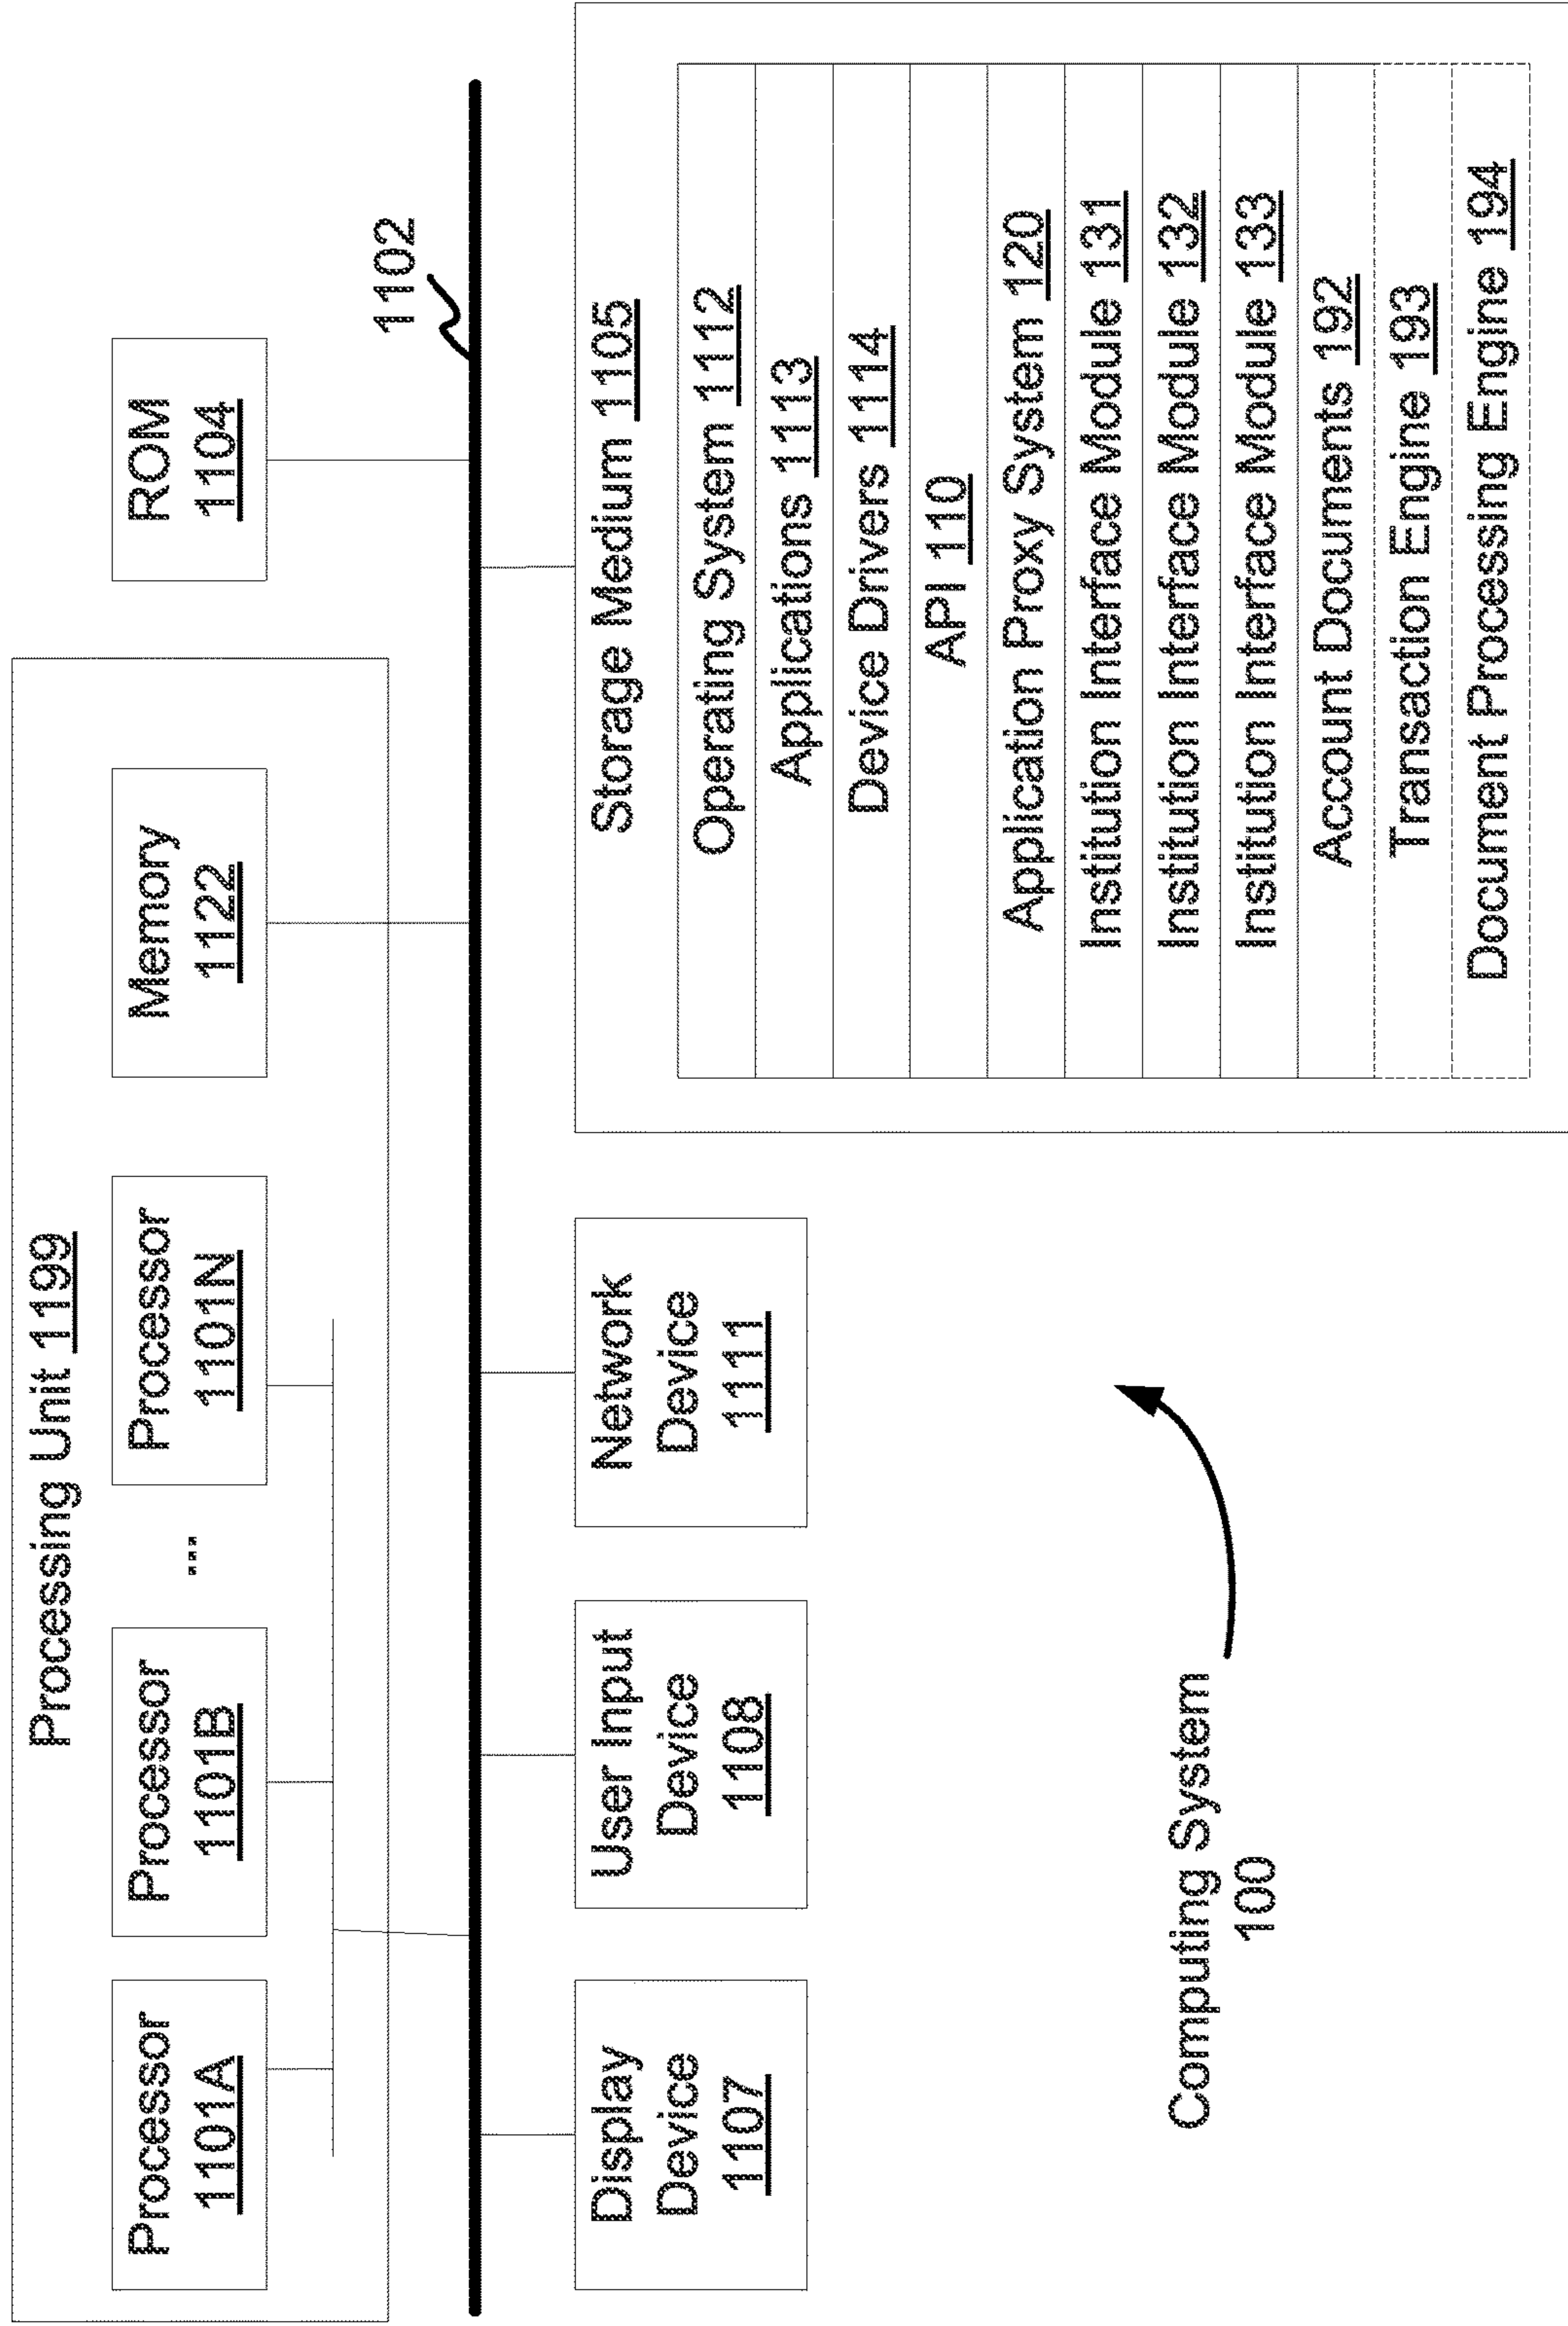 Processing Unit 1199
Processor
1101A
Processor
1101B
...
Processor
1101N
Memory
1122
ROM
1104
1102
Display
Device
1107
User Input
Device
1108
Network
Device
1111
Storage Medium 1105
Operating System 1112
Applications 1113
Device Drivers 1114
API 110
Application Proxy System 120
Institution Interface Module 131
Institution Interface Module 132
Institution Interface Module 133
Account Documents 192
Transaction Engine 193
Document Processing Engine 194
Computing System
100